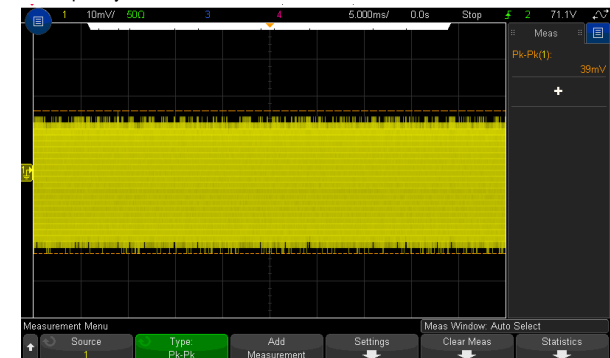 1 10mV/ 50Ω 3 4 5.000ms/ 0.0s Stop 2 71.1V
Meas
Pk-Pk(1):
39mV
+
Measurement Menu
Meas Window: Auto Select
Source
1
Type:
Pk-Pk
Add
Measurement
Settings
Clear Meas
Statistics